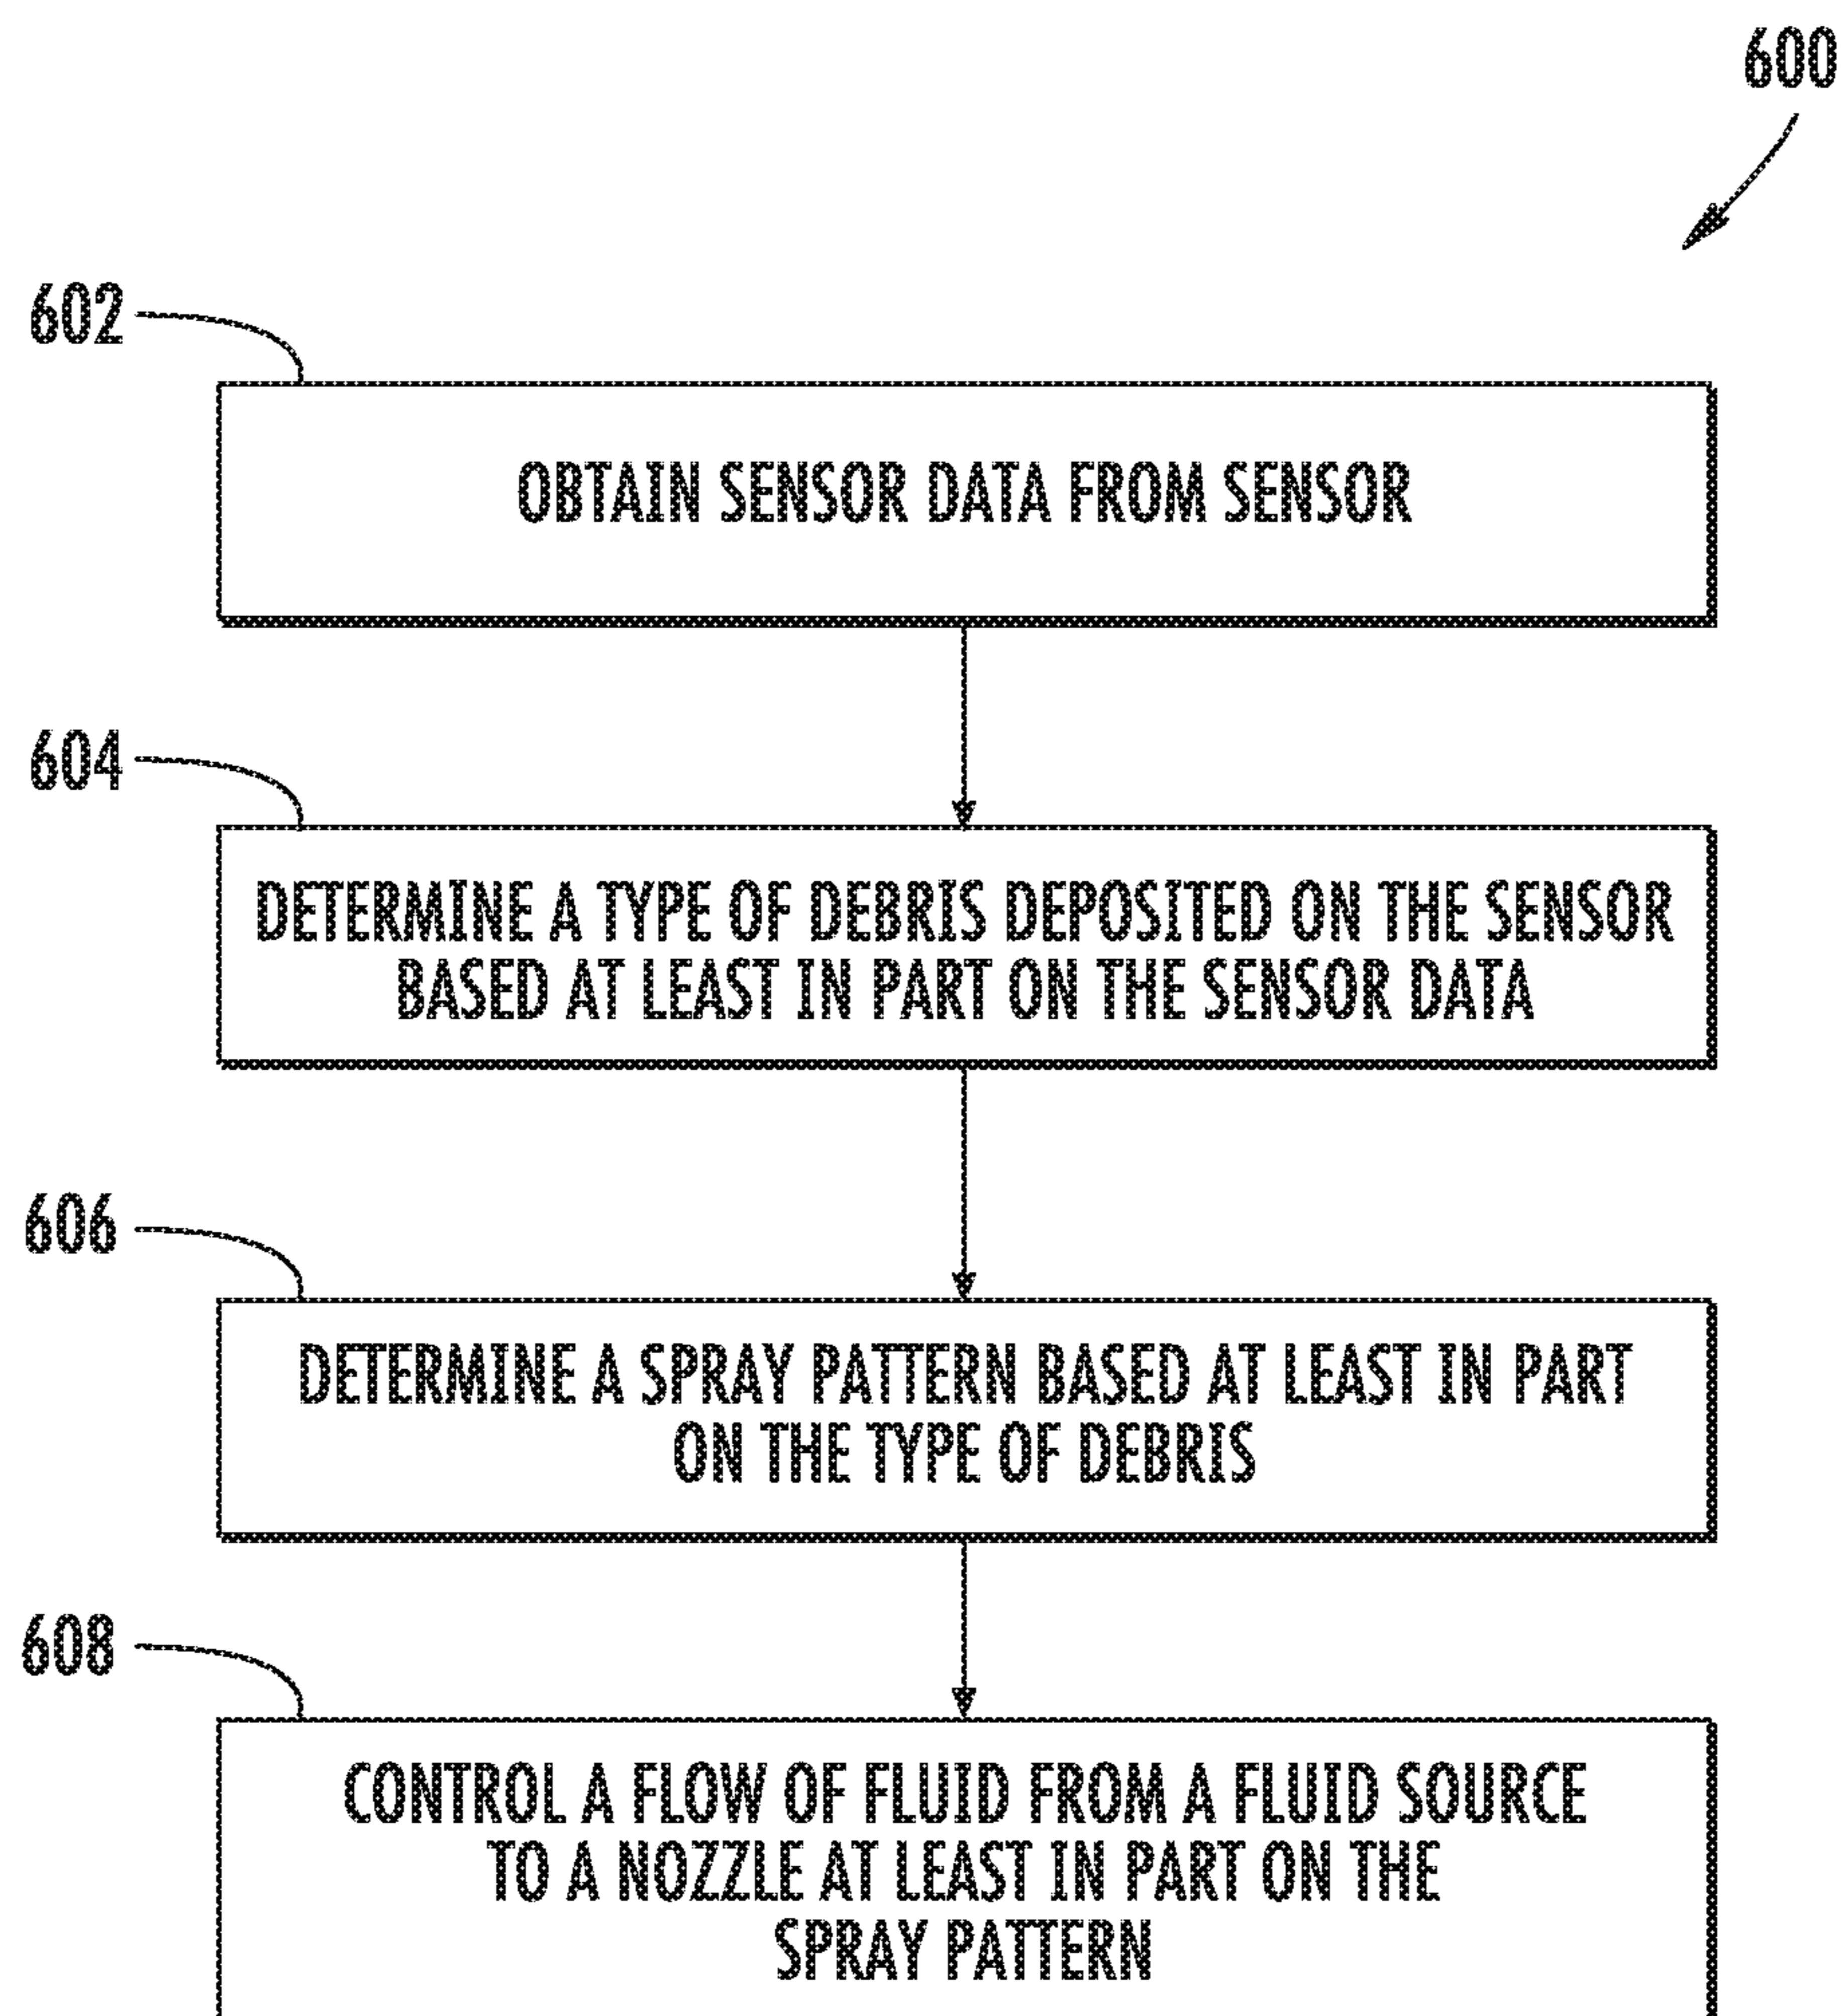 600
602
OBTAIN SENSOR DATA FROM SENSOR
604
DETERMINE A TYPE OF DEBRIS DEPOSITED ON THE SENSOR
BASED AT LEAST IN PART ON THE SENSOR DATA
606
DETERMINE A SPRAY PATTERN BASED AT LEAST IN PART
ON THE TYPE OF DEBRIS
608
CONTROL A FLOW OF FLUID FROM A FLUID SOURCE
TO A NOZZLE AT LEAST IN PART ON THE
SPRAY PATTERN